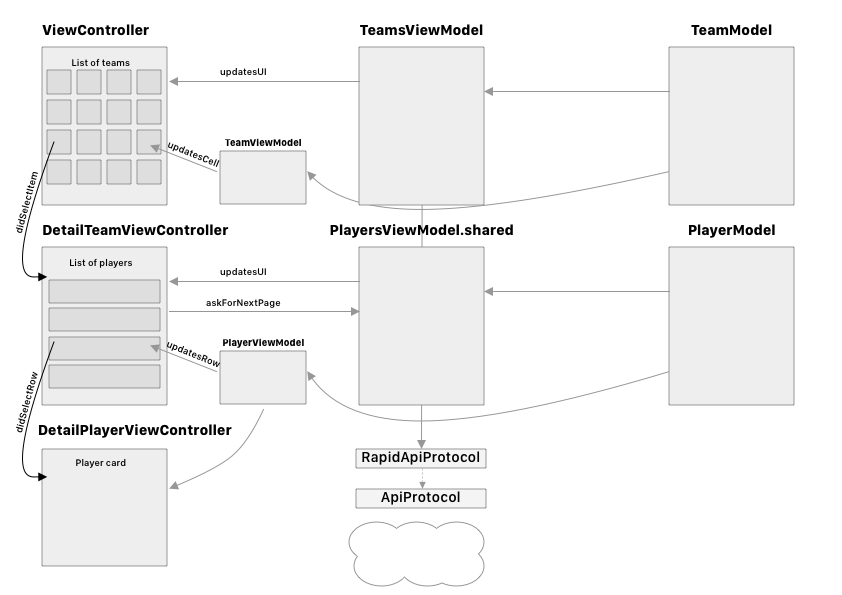 ViewController
TeamsViewModel
TeamModel
List of teams
updatesUI
TeamViewModel
updatesCell
didSelectItem
DetailTeamViewController
PlayersViewModel.shared
PlayerModel
List of players
updatesUI
askForNextPage
PlayerViewModel
updatesRow
didSelectRow
DetailPlayerViewController
Player card
RapidApiProtocol
ApiProtocol